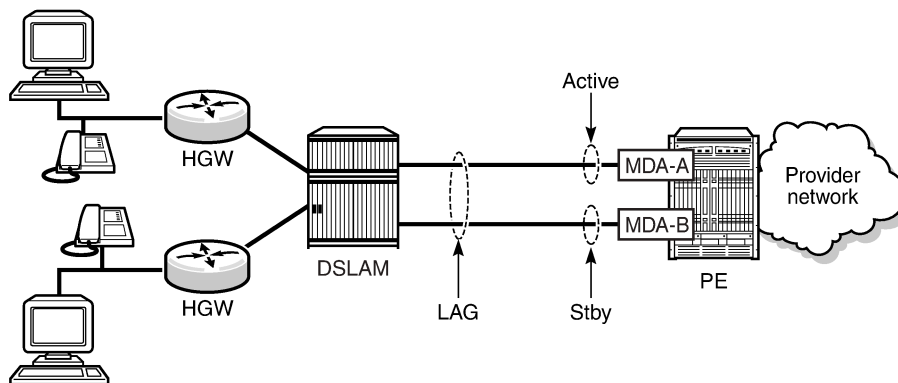 Active
HGW
MDA-A
Provider
network
MDA-B
DSLAM
PE
HGW
LAG
Stby